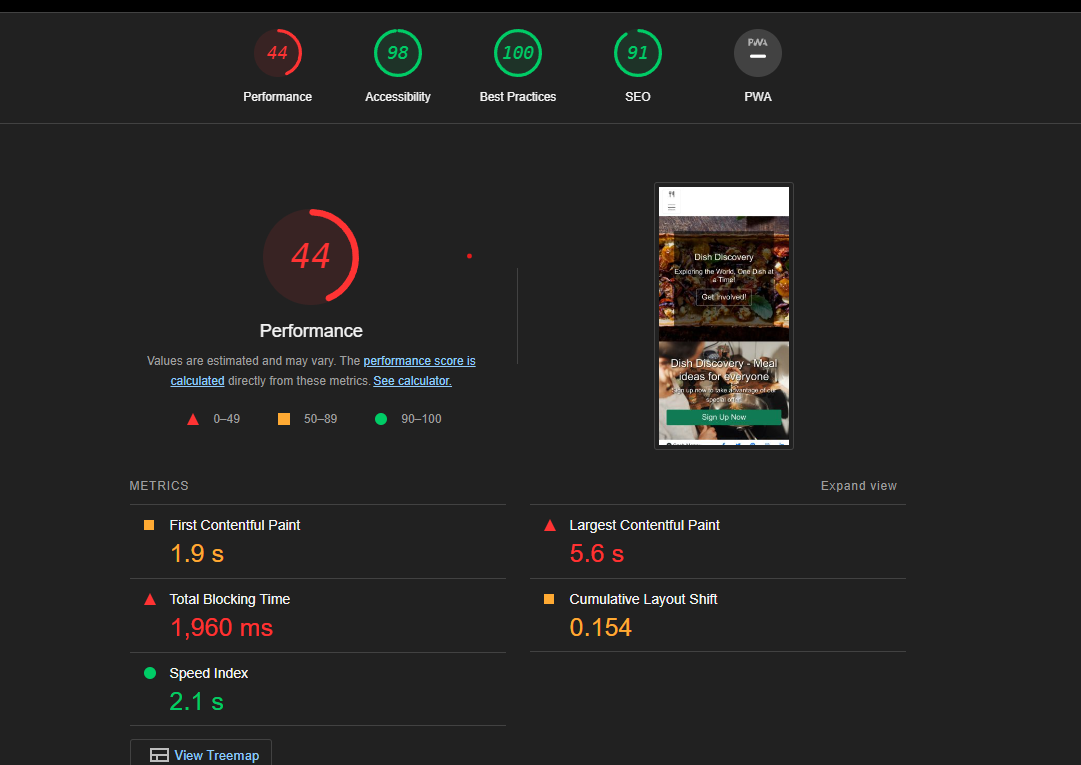 44
98
100
91
PWA
Performance
Accessibility
Best Practices
SEO
PWA
44
Performance
Values are estimated and may vary. The performance score is
calculated directly from these metrics. See calculator.
0–49
50–89
90–100
Dish Discovery
Exploring the World, One Dish at
a Time!
Get Involved!
Dish Discovery - Meal
ideas for everyone
Sign up now to take advantage of our
special offer
Sign Up Now
METRICS
Expand view
First Contentful Paint
1.9 s
Largest Contentful Paint
5.6 s
Total Blocking Time
1,960 ms
Cumulative Layout Shift
0.154
Speed Index
2.1 s
View Treemap